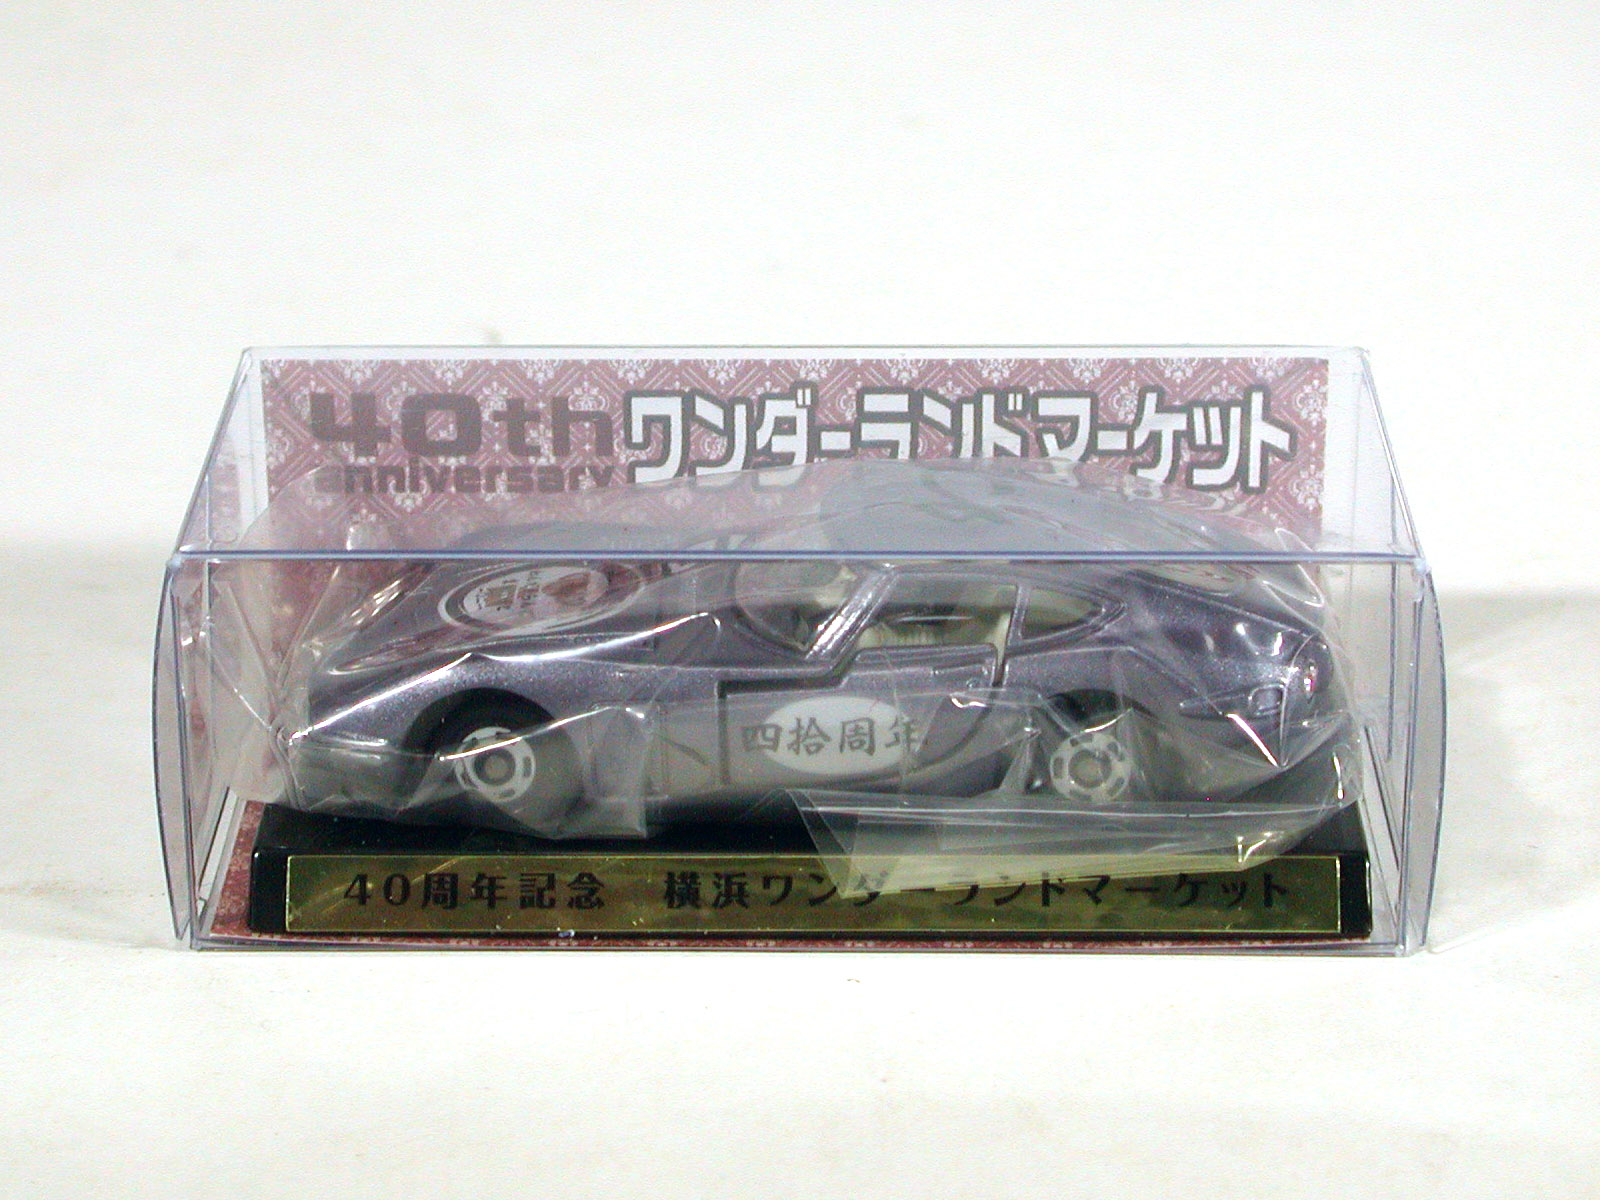 40th
anniversary
ワンダーランドマーケット
四拾周年
40周年記念　横浜ワンダーランドマーケット